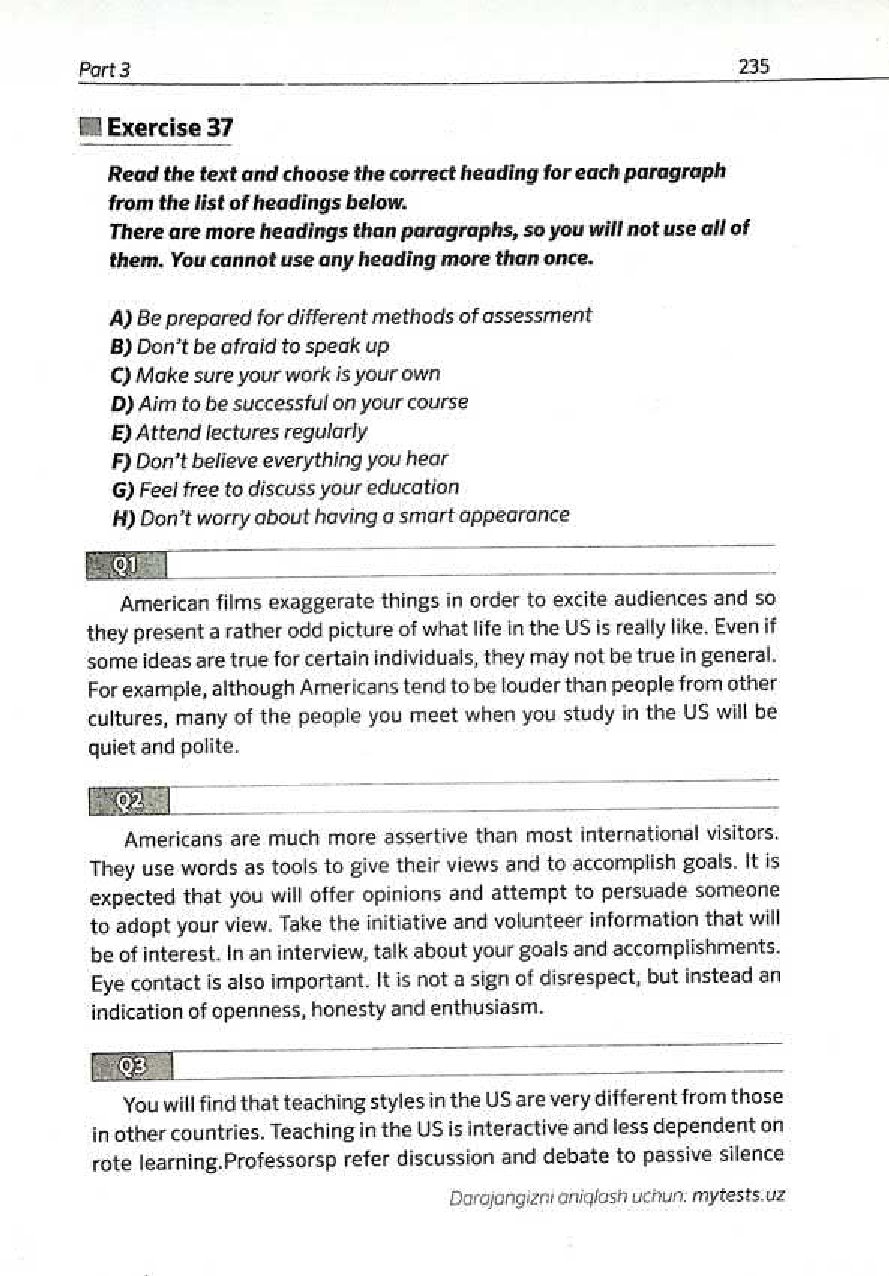 Part 3 235
Exercise 37
Read the text and choose the correct heading for each paragraph
from the list of headings below.
There are more headings than paragraphs, so you will not use all of
them. You cannot use any heading more than once.
A) Be prepared for different methods of assessment
B) Don't be afraid to speak up
C) Make sure your work is your own
D) Aim to be successful on your course
E) Attend lectures regularly
F) Don't believe everything you hear
G) Feel free to discuss your education
H) Don't worry about having a smart appearance
Q1
American films exaggerate things in order to excite audiences and so
they present a rather odd picture of what life in the US is really like. Even if
some ideas are true for certain individuals, they may not be true in general.
For example, although Americans tend to be louder than people from other
cultures, many of the people you meet when you study in the US will be
quiet and polite.
Q2
Americans are much more assertive than most international visitors.
They use words as tools to give their views and to accomplish goals. It is
expected that you will offer opinions and attempt to persuade someone
to adopt your view. Take the initiative and volunteer information that will
be of interest. In an interview, talk about your goals and accomplishments.
Eye contact is also important. It is not a sign of disrespect, but instead an
indication of openness, honesty and enthusiasm.
Q3
You will find that teaching styles in the US are very different from those
in other countries. Teaching in the US is interactive and less dependent on
rote learning.Professorsp refer discussion and debate to passive silence
Darajangizni aniqlash uchun: mytests.uz